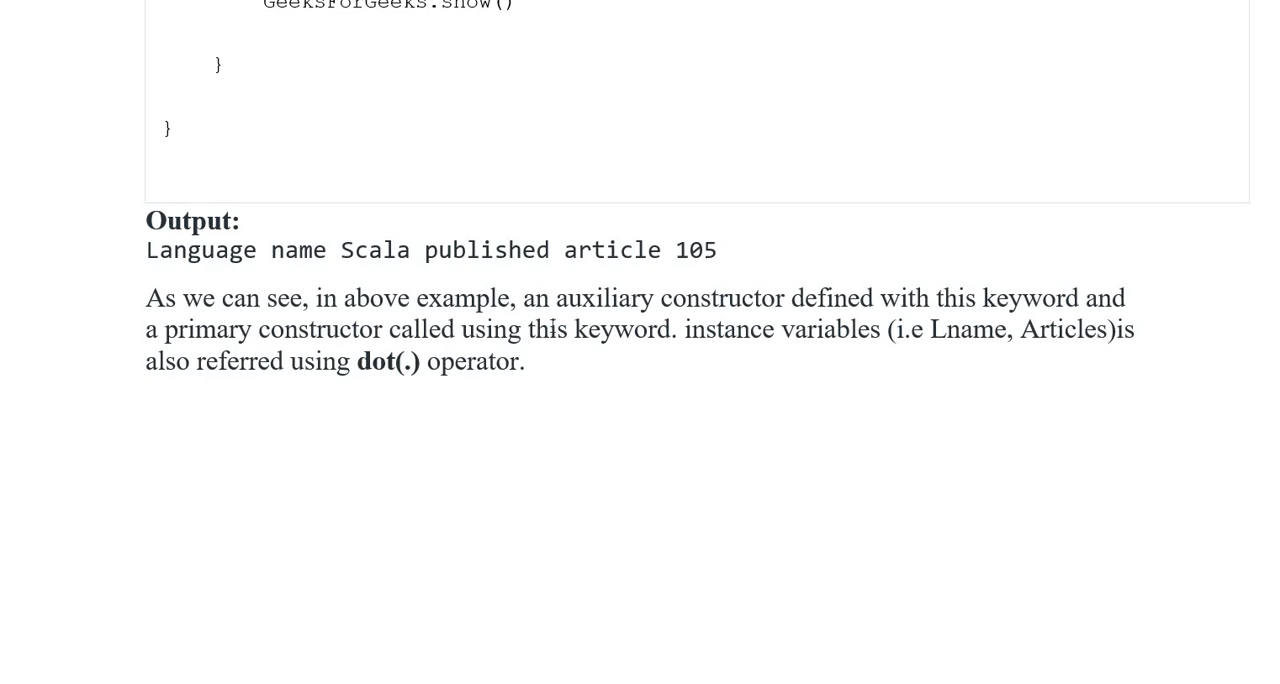 GeeksForGeeks.show()
}
}
Output:
Language name Scala published article 105
As we can see, in above example, an auxiliary constructor defined with this keyword and
a primary constructor called using this keyword. instance variables (i.e Lname, Articles)is
also referred using dot(.) operator.